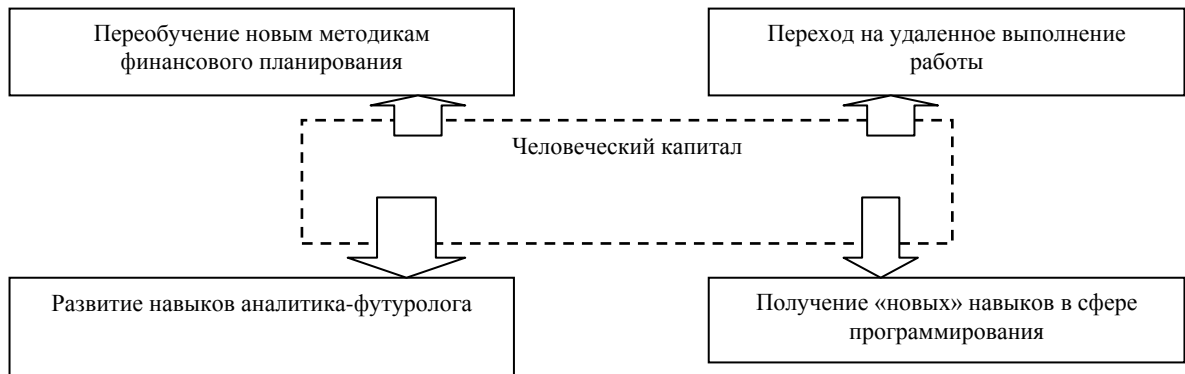 Переобучение новым методикам
финансового планирования
Переход на удаленное выполнение
работы
Человеческий капитал
Развитие навыков аналитика-футуролога
Получение «новых» навыков в сфере
программирования